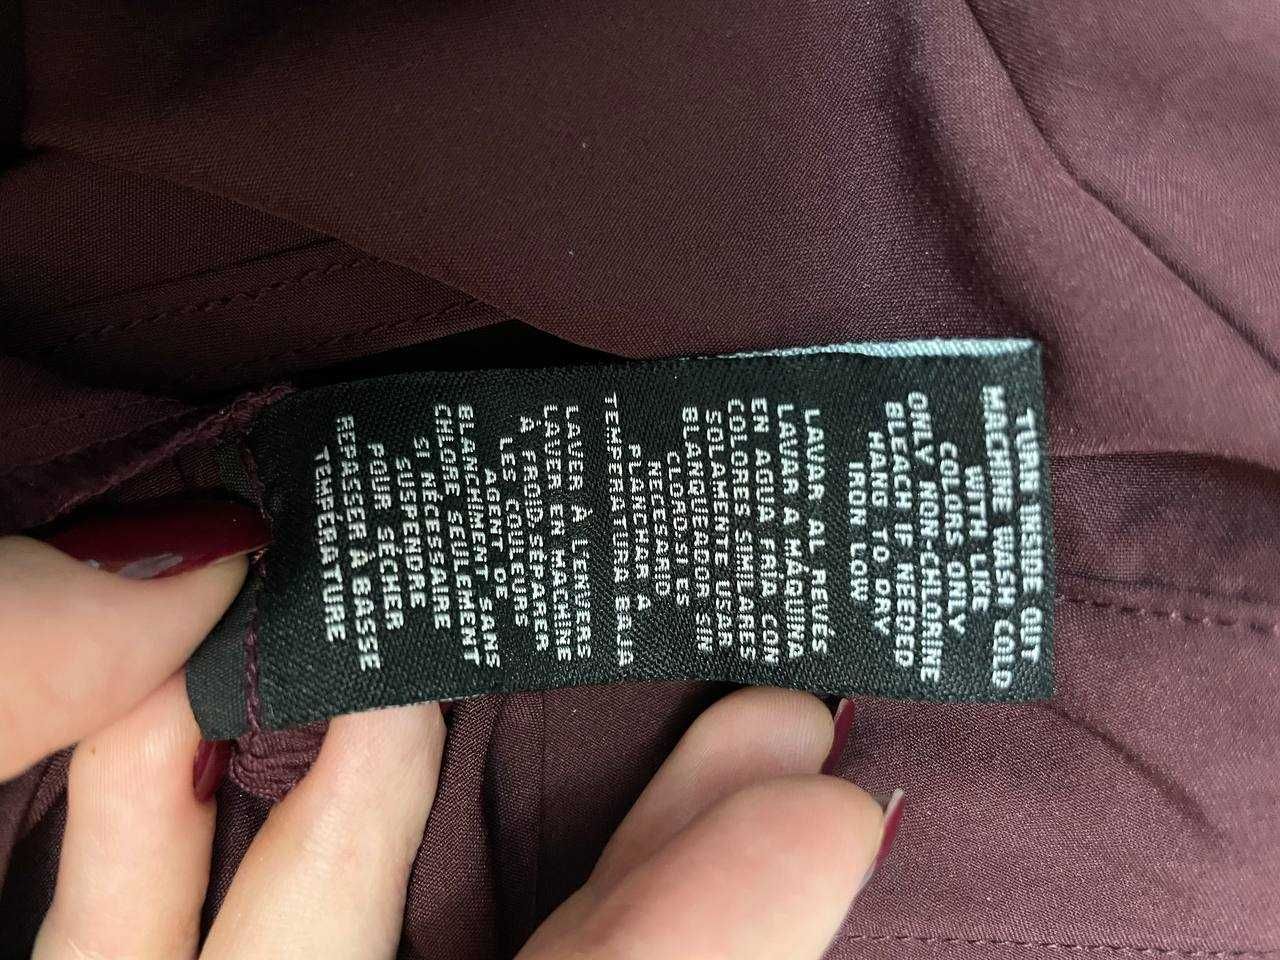 TURN INSIDE OUT
MACHINE WASH COLD
WITH LIKE
COLORS ONLY
ONLY NON-CHLORINE
BLEACH IF NEEDED
HANG TO DRY
IRON LOW
LAVAR AL REVÉS
LAVAR A MÁQUINA
EN AGUA FRÍA CON
COLORES SIMILARES
SOLAMENTE USAR
BLANQUEADOR SIN
CLORO.SI ES
NECESARIO
PLANCHAR A
TEMPERATURA BAJA
LAVER À L'ENVERS
LAVER EN MACHINE
À FROID.SÉPARER
LES COULEURS
AGENT DE
BLANCHIMENT SANS
CHLORE SEULEMENT
SI NÉCESSAIRE
SUSPENDRE
POUR SÉCHER
REPASSER À BASSE
TEMPÉRATURE